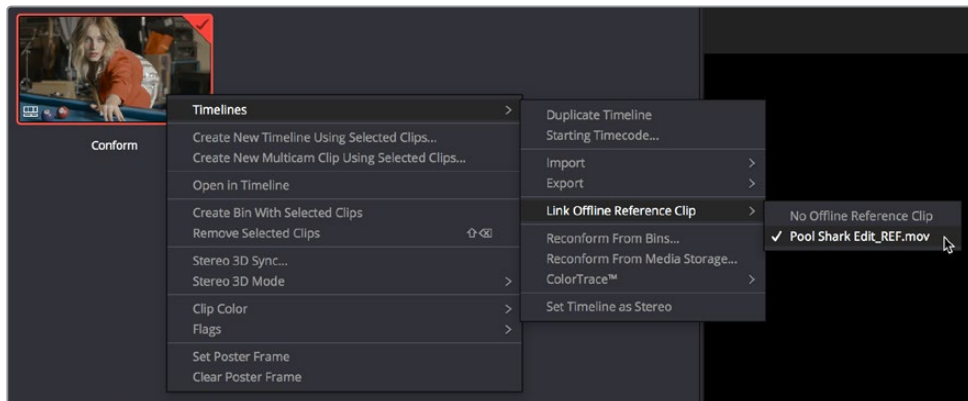 Conform
Timelines
Create New Timeline Using Selected Clips...
Create New Multicam Clip Using Selected Clips...
Open in Timeline
Create Bin With Selected Clips
Remove Selected Clips
Stereo 3D Sync...
Stereo 3D Mode
Clip Color
Flags
Set Poster Frame
Clear Poster Frame
Duplicate Timeline
Starting Timecode...
Import
Export
Link Offline Reference Clip
Reconform From Bins...
Reconform From Media Storage...
ColorTrace™
Set Timeline as Stereo
No Offline Reference Clip
Pool Shark Edit_REF.mov